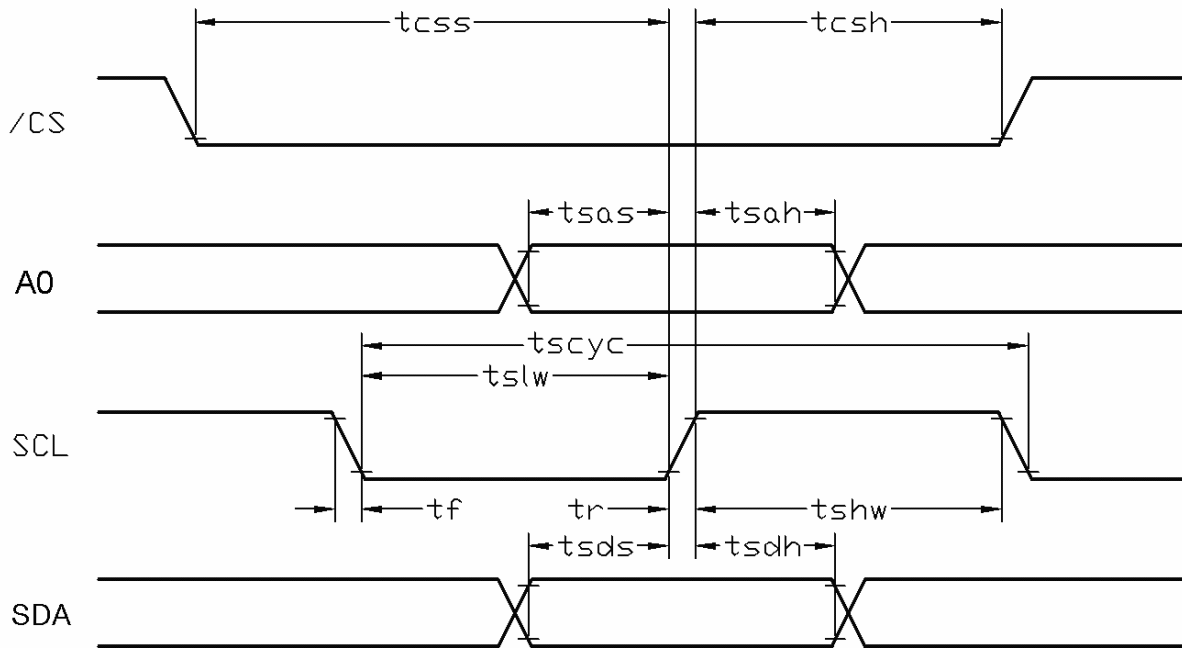 tcss tcsh
/CS
tsas tsah
A0
tscyc
tslw
SCL
tf tr tshw
tsds tsdh
SDA